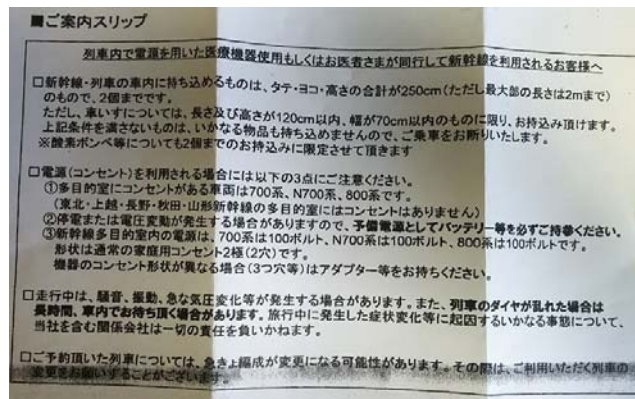 ■ご案内スリップ
列車内で電源を用いた医療機器使用もしくはお医者さまが同行して新幹線を利用されるお客様へ
□新幹線・列車の車内に持ち込めるものは、タテ・ヨコ・高さの合計が250cm(ただし最大部の長さは2mまで)
のもので、2個までです。
ただし、車いすについては、長さ及び高さが120cm以内、幅が70cm以内のものに限り、お持込み頂けます。
上記条件を満さないものは、いかなる物品も持ち込めませんので、ご乗車をお断りいたします。
※酸素ボンベ等についても2個までのお持込みに限定させて頂きます
□電源(コンセント)を利用される場合には以下の3点にご注意ください。
①多目的室にコンセントがある車両は700系、N700系、800系です。
(東北・上越・長野・秋田・山形新幹線の多目的室にはコンセントはありません)
②停電または電圧変動が発生する場合がありますので、予備電源としてバッテリー等を必ずご持参ください。
③新幹線多目的室内の電源は、700系は100ボルト、N700系は100ボルト、800系は100ボルトです。
形状は通常の家庭用コンセント2極(2穴)です。
機器のコンセント形状が異なる場合(3つ穴等)はアダプター等をお持ちください。
□走行中は、騒音、振動、急な気圧変化等が発生する場合があります。また、列車のダイヤが乱れた場合は
長時間、車内でお待ち頂く場合があります。旅行中に発生した症状変化等に起因するいかなる事態について、
当社を含む関係会社は一切の責任を負いかねます。
□ご予約頂いた列車については、急きょ編成が変更になる可能性があります。その際は、ご利用いただく列車の
変更をお願いすることがございます。